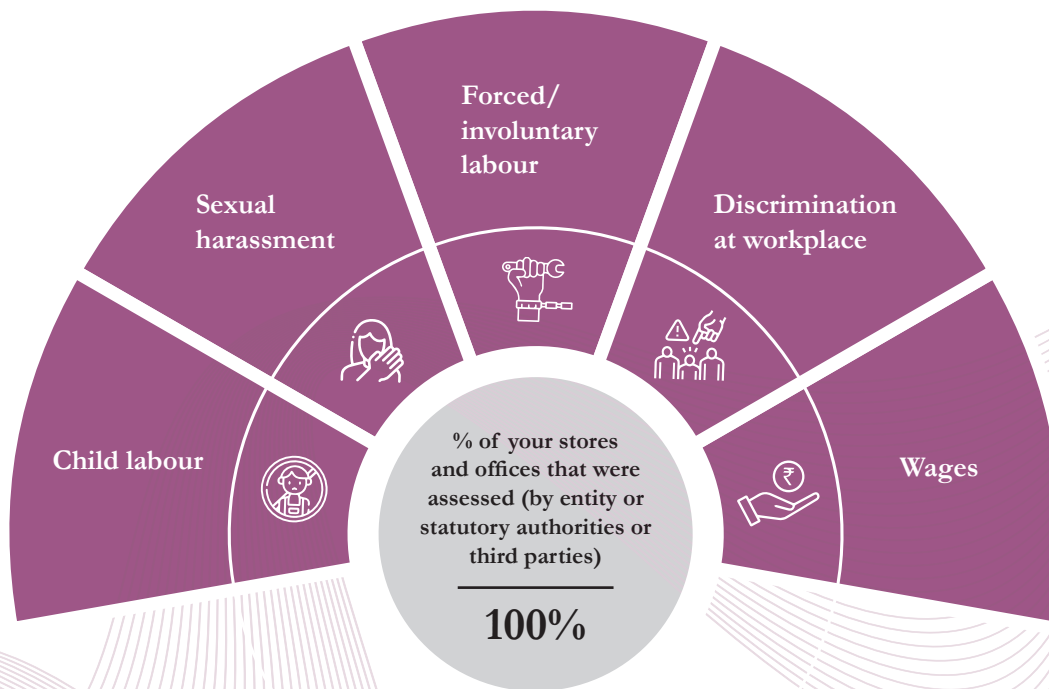 Forced/
involuntary
labour
Sexual
harassment
Discrimination
at workplace
Child labour
Wages
₹
% of your stores
and offices that were
assessed (by entity or
statutory authorities or
third parties)
100%